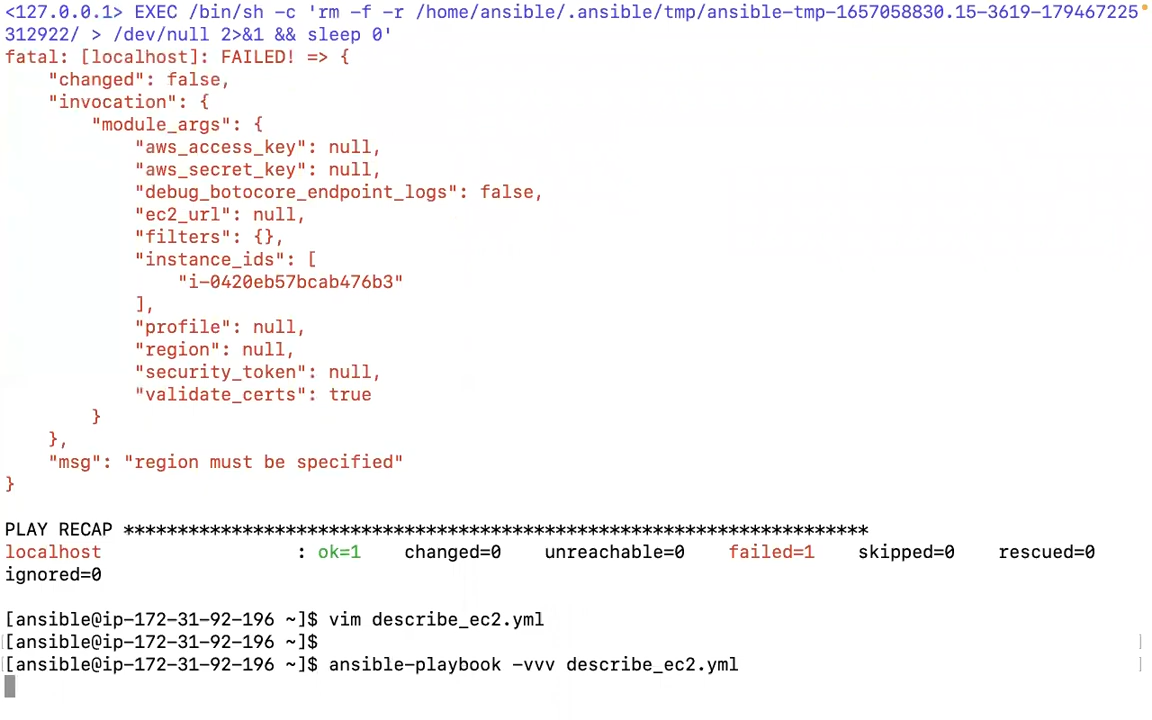 <127.0.0.1> EXEC /bin/sh -c 'rm -f -r /home/ansible/.ansible/tmp/ansible-tmp-1657058830.15-3619-179467225
312922/ > /dev/null 2>&1 && sleep 0'
fatal: [localhost]: FAILED! => {
    "changed": false,
    "invocation": {
        "module_args": {
            "aws_access_key": null,
            "aws_secret_key": null,
            "debug_botocore_endpoint_logs": false,
            "ec2_url": null,
            "filters": {},
            "instance_ids": [
                "i-0420eb57bcab476b3"
            ],
            "profile": null,
            "region": null,
            "security_token": null,
            "validate_certs": true
        }
    },
    "msg": "region must be specified"
}
PLAY RECAP *********************************************************************
localhost                  : ok=1    changed=0    unreachable=0    failed=1    skipped=0    rescued=0
ignored=0
[ansible@ip-172-31-92-196 ~]$ vim describe_ec2.yml
[ansible@ip-172-31-92-196 ~]$ ]
[ansible@ip-172-31-92-196 ~]$ ansible-playbook -vvv describe_ec2.yml ]